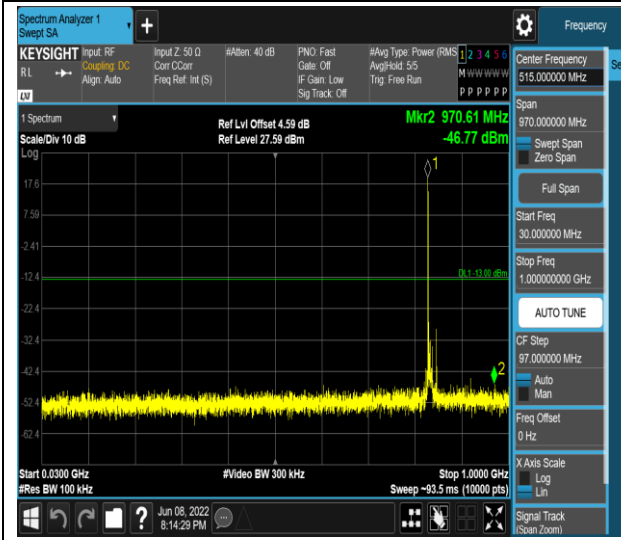 Spectrum Analyzer 1
Swept SA
+
Frequency
KEYSIGHT
RL
LXI
Input: RF
Coupling: DC
Align: Auto
Input Z: 50 Ω
Corr CCorr
Freq Ref: Int (S)
#Atten: 40 dB
PNO: Fast
Gate: Off
IF Gain: Low
Sig Track: Off
#Avg Type: Power (RMS
Avg|Hold: 5/5
Trig: Free Run
1 2 3 4 5 6
M W W W W W
P P P P P P
Center Frequency
515.000000 MHz
Se
Span
970.000000 MHz
Swept Span
Zero Span
Full Span
Start Freq
30.000000 MHz
Stop Freq
1.000000000 GHz
AUTO TUNE
CF Step
97.000000 MHz
Auto
Man
Freq Offset
0 Hz
X Axis Scale
Log
Lin
Signal Track
(Span Zoom)
1 Spectrum
Scale/Div 10 dB
Log
Ref Lvl Offset 4.59 dB
Ref Level 27.59 dBm
Mkr2 970.61 MHz
-46.77 dBm
1
17.6
7.59
-2.41
-12.4
DL1 -13.00 dBm
-22.4
-32.4
-42.4
2
-52.4
-62.4
Start 0.0300 GHz
#Res BW 100 kHz
#Video BW 300 kHz
Stop 1.0000 GHz
Sweep ~93.5 ms (10000 pts)
?
Jun 08, 2022
8:14:29 PM